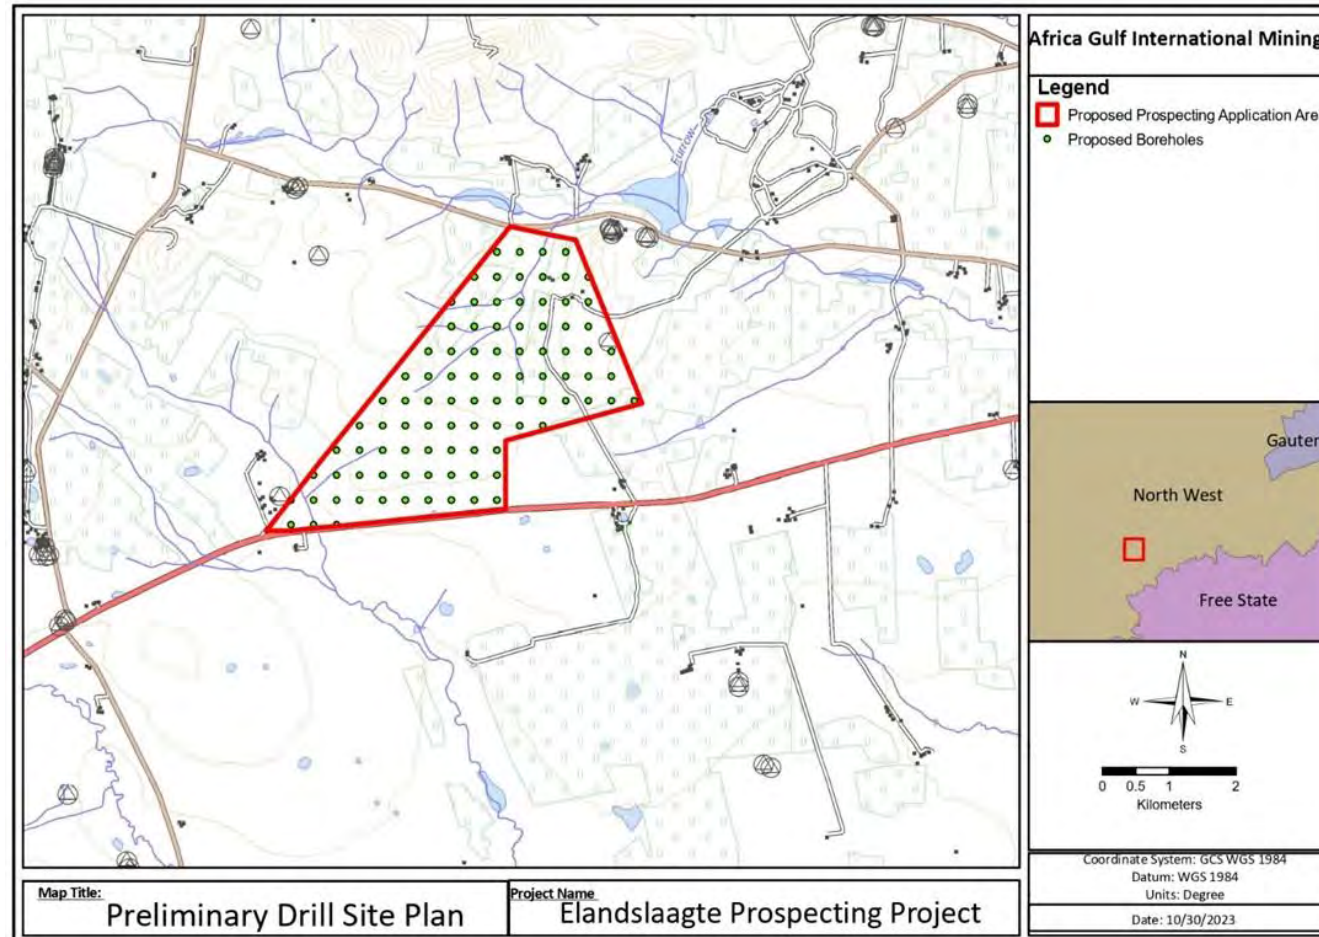 Africa Gulf International Mining
Legend
Proposed Prospecting Application Are
Proposed Boreholes
Furrow
Gauten
North West
Free State
N
W E
S
0 0.5 1 2
Kilometers
Coordinate System: GCS WGS 1984
Datum: WGS 1984
Units: Degree
Date: 10/30/2023
Map Title:
Preliminary Drill Site Plan
Project Name
Elandslaagte Prospecting Project